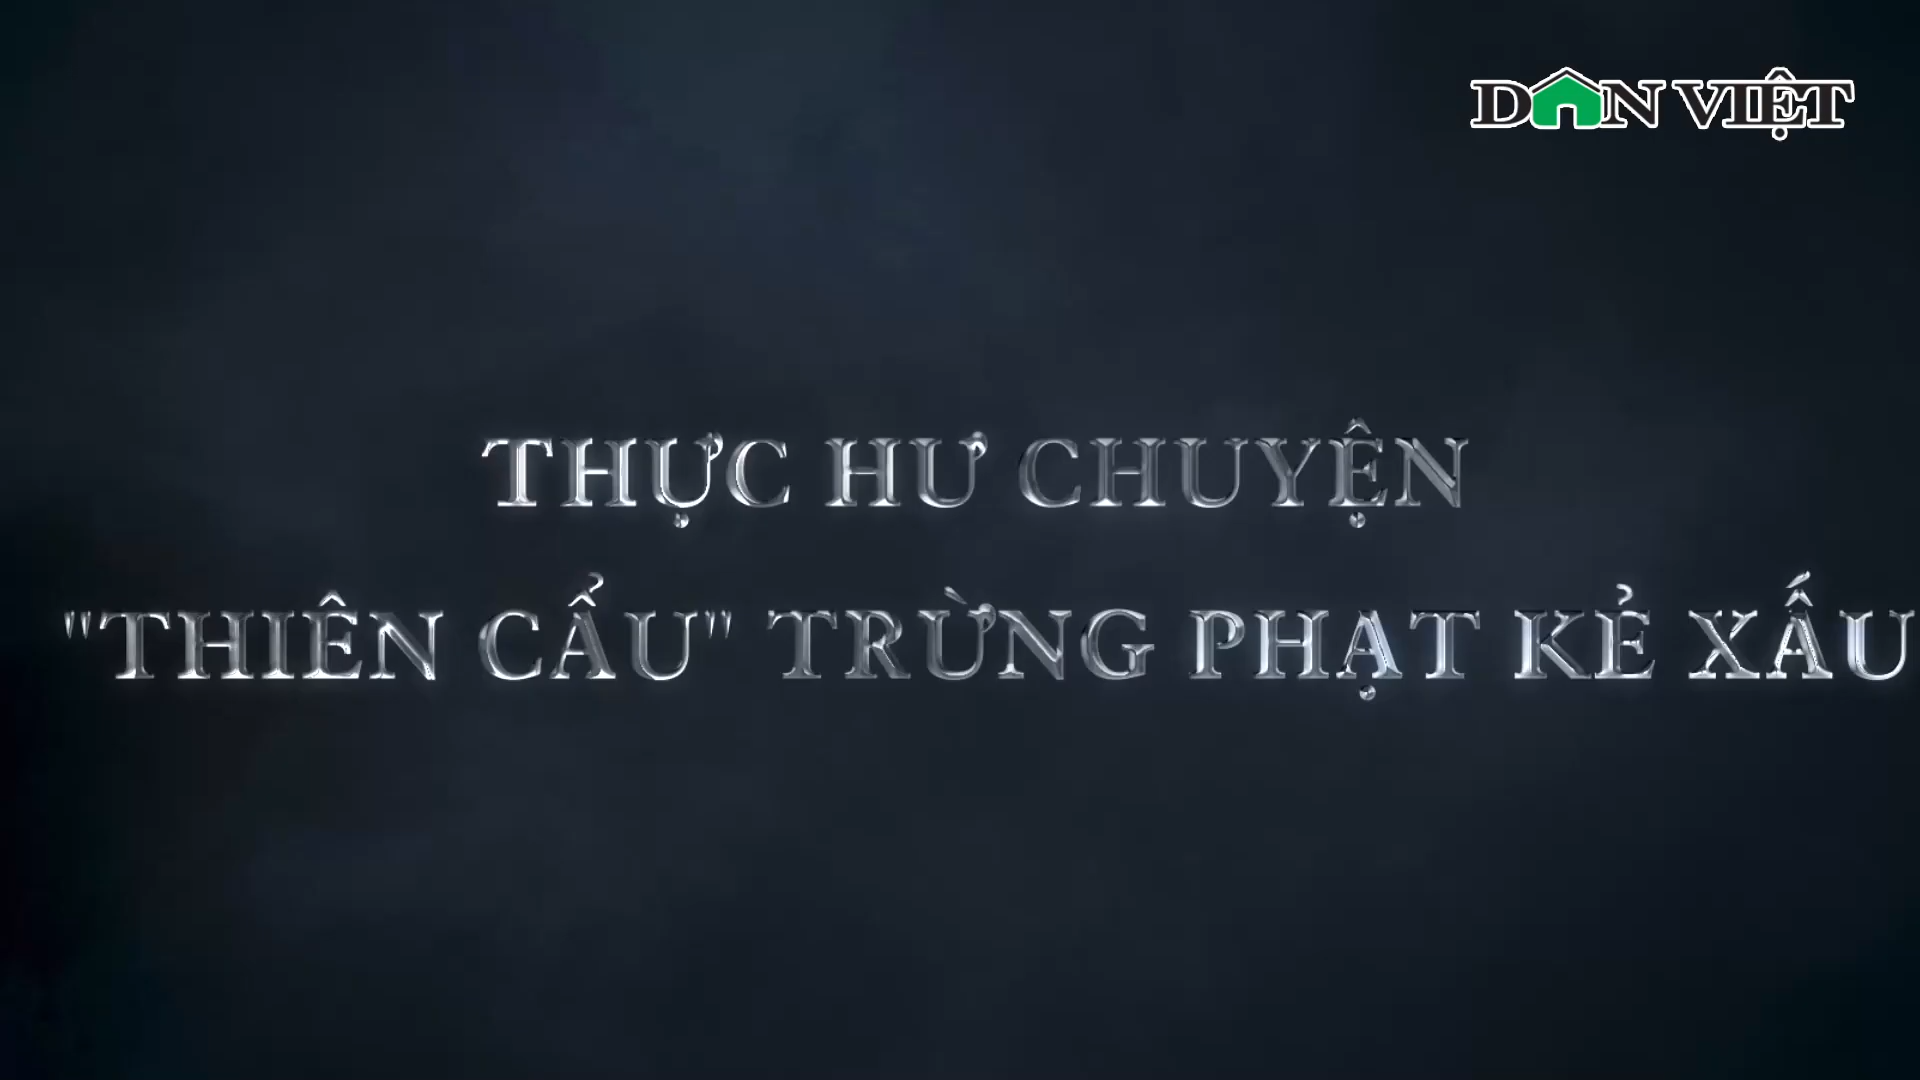 DÂN VIỆT
THỰC HƯ CHUYỆN
"THIÊN CẨU" TRỪNG PHẠT KẺ XẤU